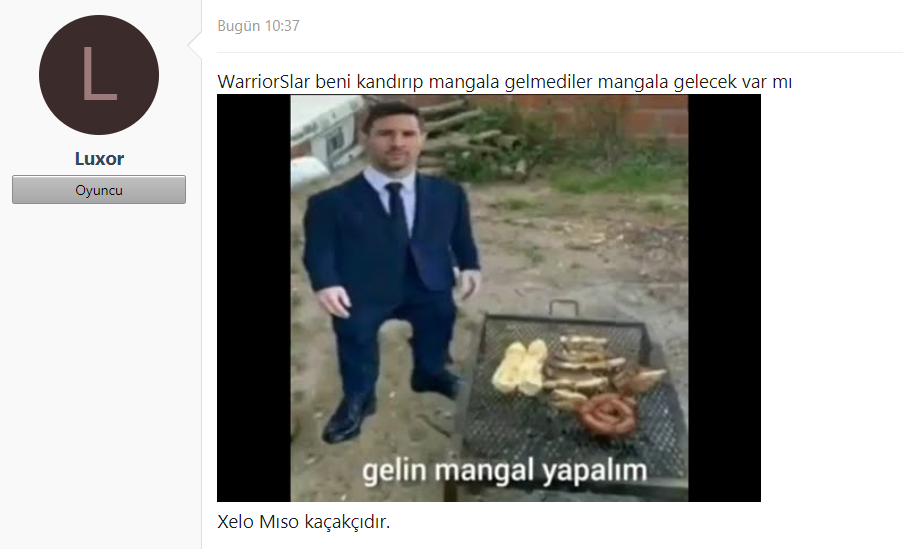 L
Luxor
Oyuncu
Bugün 10:37
WarriorSlar beni kandırıp mangala gelmediler mangala gelecek var mı
gelin mangal yapalım
Xelo Mıso kaçakçıdır.